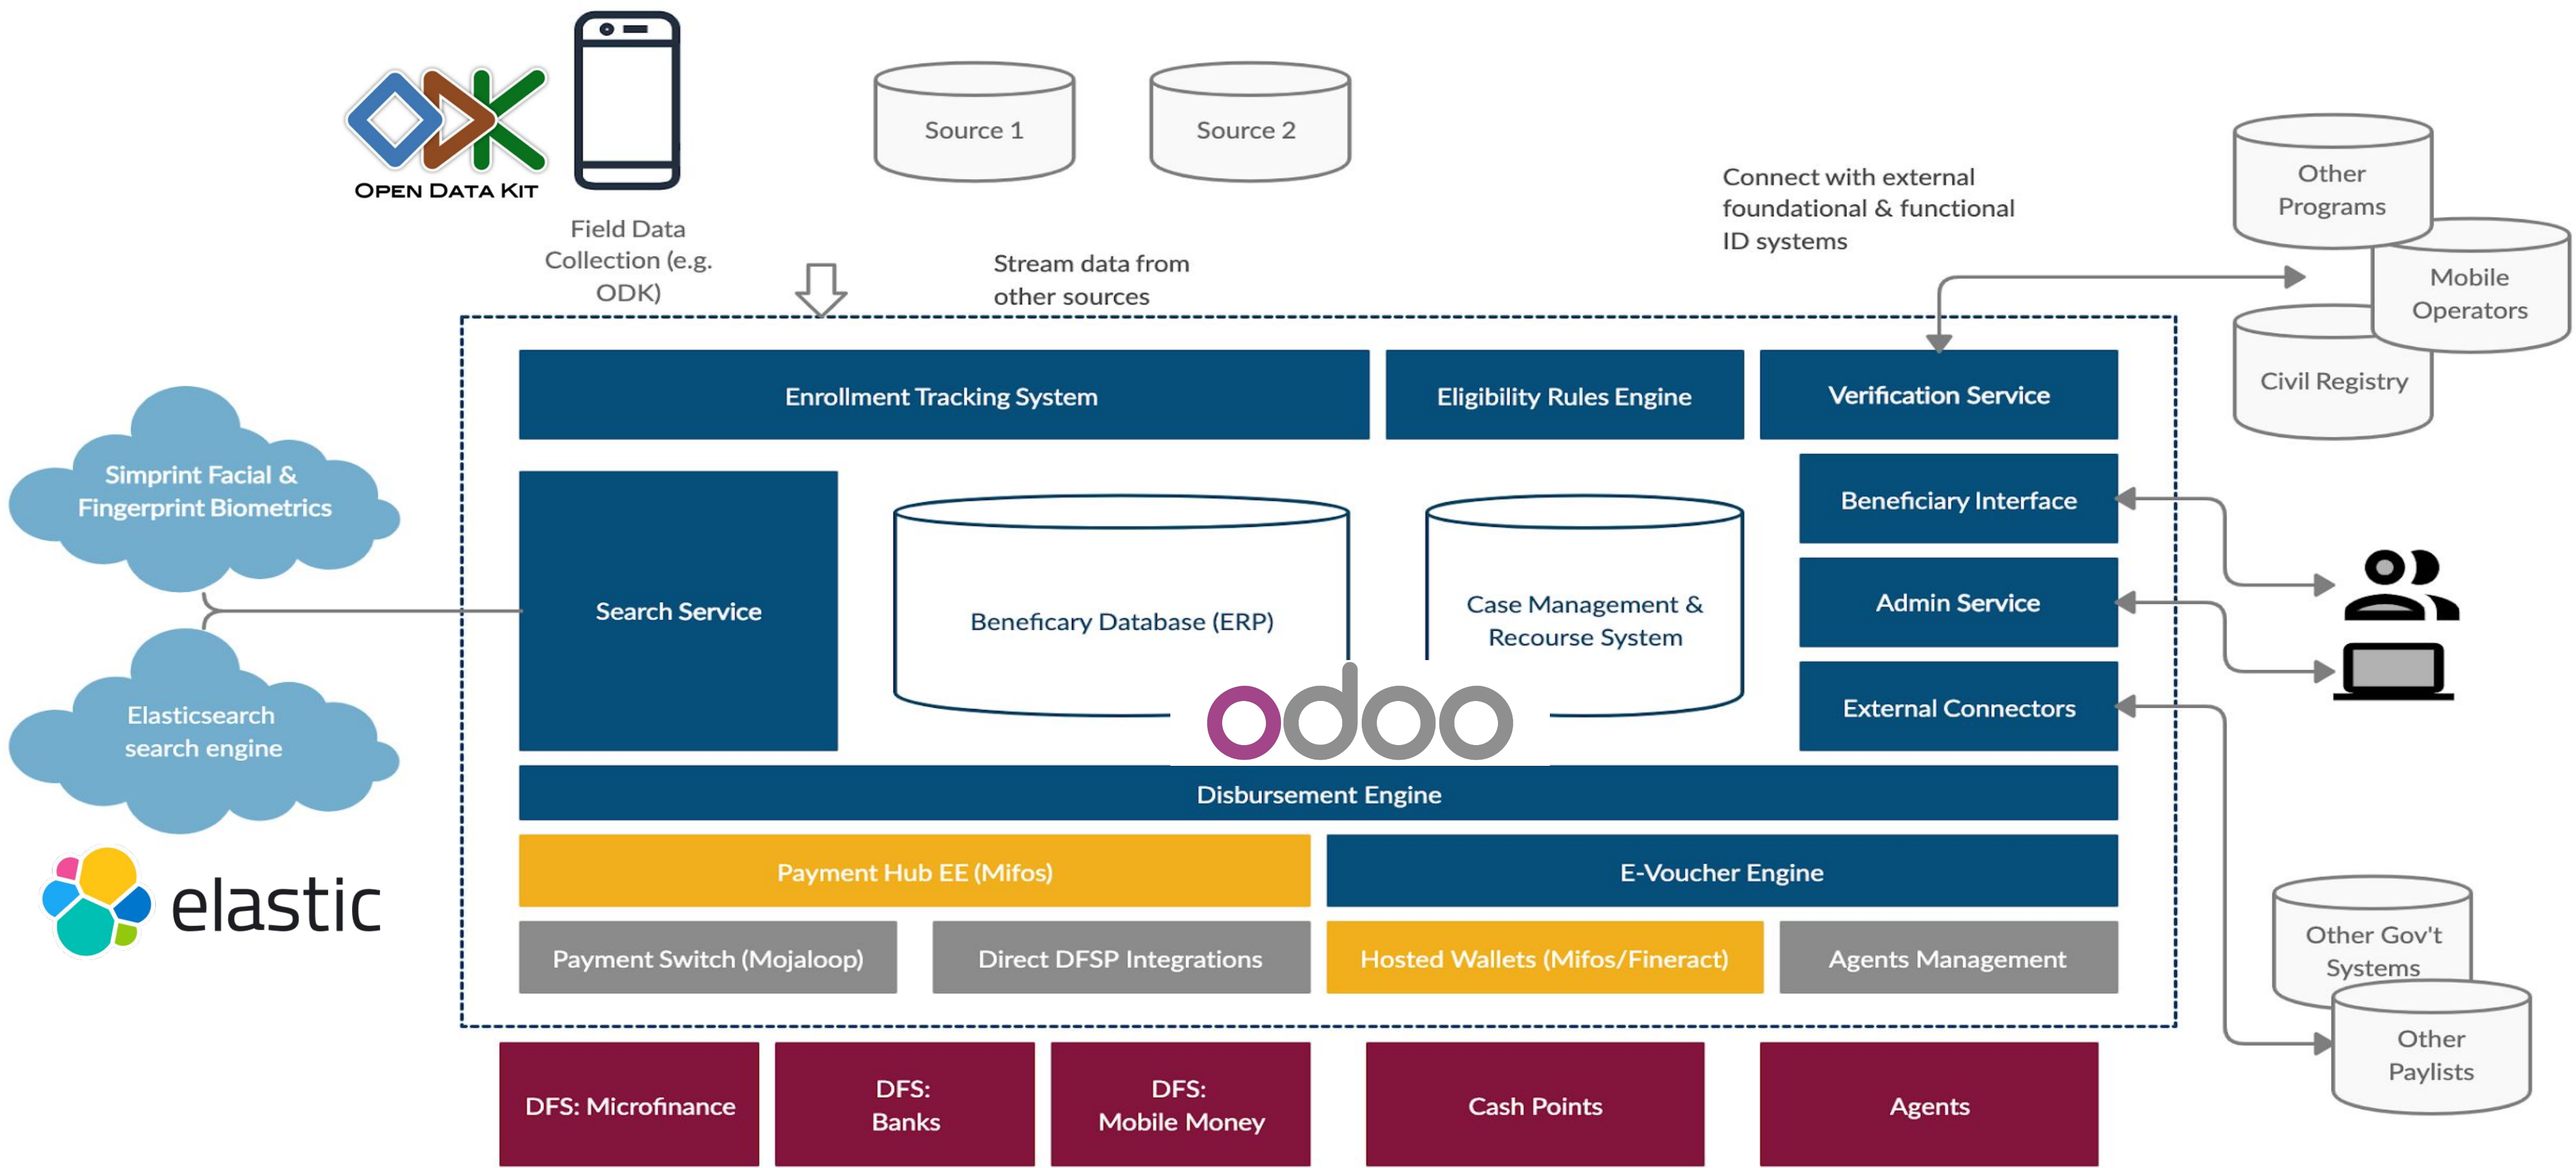 OPEN DATA KIT
Field Data
Collection (e.g.
ODK)
Source 1
Source 2
Stream data from
other sources
Connect with external
foundational & functional
ID systems
Other
Programs
Mobile
Operators
Civil Registry
Enrollment Tracking System
Eligibility Rules Engine
Verification Service
Simprint Facial &
Fingerprint Biometrics
Elasticsearch
search engine
elastic
Search Service
Beneficary Database (ERP)
Case Management &
Recourse System
odoo
Beneficiary Interface
Admin Service
External Connectors
Disbursement Engine
Payment Hub EE (Mifos)
E-Voucher Engine
Payment Switch (Mojaloop)
Direct DFSP Integrations
Hosted Wallets (Mifos/Fineract)
Agents Management
Other Gov't
Systems
Other
Paylists
DFS: Microfinance
DFS:
Banks
DFS:
Mobile Money
Cash Points
Agents